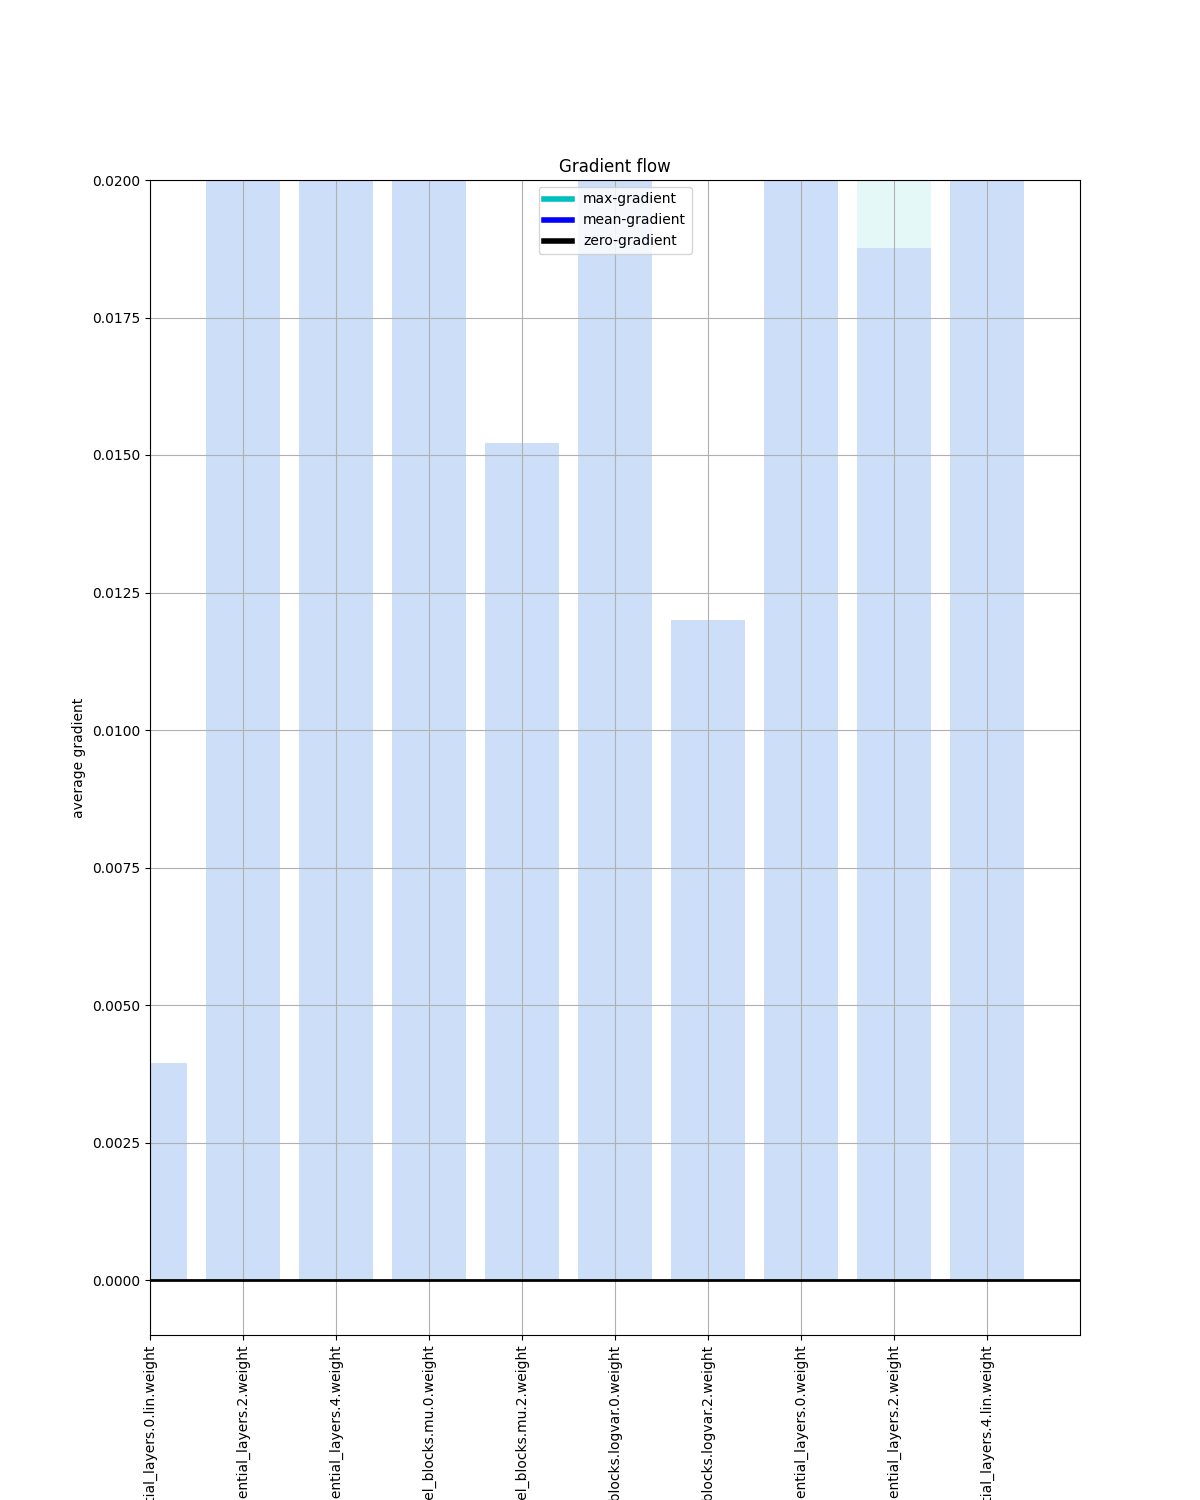 Gradient flow
max-gradient
mean-gradient
zero-gradient
0.0200
0.0175
0.0150
0.0125
0.0100
0.0075
0.0050
0.0025
0.0000
average gradient
tial_layers.0.lin.weight
ential_layers.2.weight
ential_layers.4.weight
el_blocks.mu.0.weight
el_blocks.mu.2.weight
blocks.logvar.0.weight
blocks.logvar.2.weight
ential_layers.0.weight
ential_layers.2.weight
tial_layers.4.lin.weight